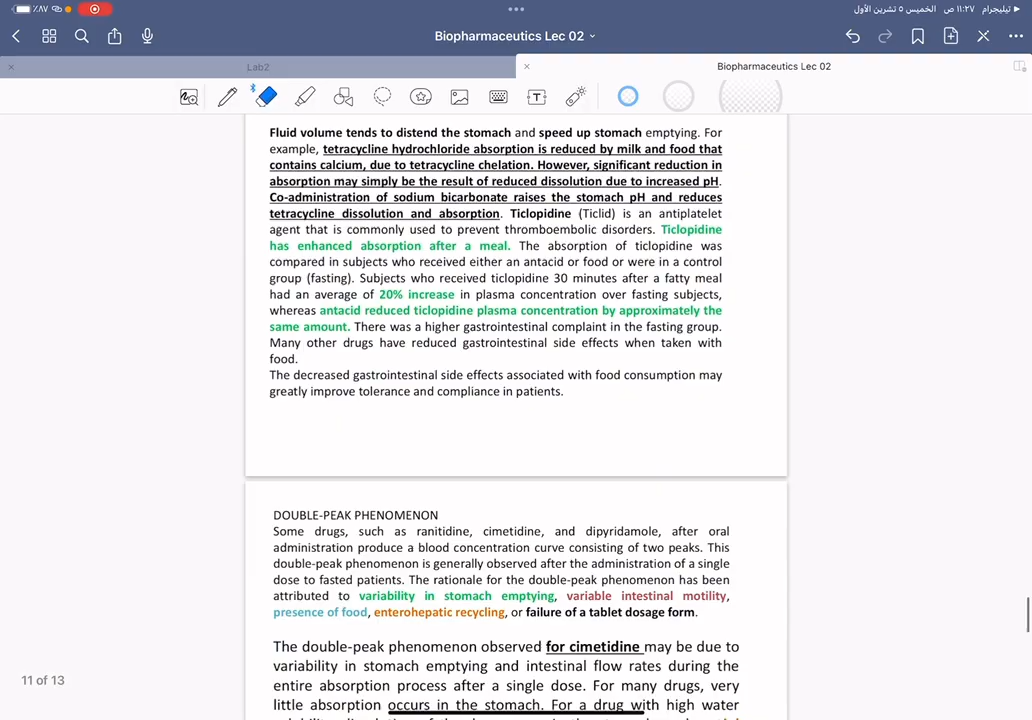 ٪٨٧
الخميس ٥ تشرين الأول
١١:٢٧ ص
تيليجرام
Biopharmaceutics Lec 02
Lab2
Biopharmaceutics Lec 02
Fluid volume tends to distend the stomach and speed up stomach emptying. For
example, tetracycline hydrochloride absorption is reduced by milk and food that
contains calcium, due to tetracycline chelation. However, significant reduction in
absorption may simply be the result of reduced dissolution due to increased pH.
Co-administration of sodium bicarbonate raises the stomach pH and reduces
tetracycline dissolution and absorption. Ticlopidine (Ticlid) is an antiplatelet
agent that is commonly used to prevent thromboembolic disorders. Ticlopidine
has enhanced absorption after a meal. The absorption of ticlopidine was
compared in subjects who received either an antacid or food or were in a control
group (fasting). Subjects who received ticlopidine 30 minutes after a fatty meal
had an average of 20% increase in plasma concentration over fasting subjects,
whereas antacid reduced ticlopidine plasma concentration by approximately the
same amount. There was a higher gastrointestinal complaint in the fasting group.
Many other drugs have reduced gastrointestinal side effects when taken with
food.
The decreased gastrointestinal side effects associated with food consumption may
greatly improve tolerance and compliance in patients.
DOUBLE-PEAK PHENOMENON
Some drugs, such as ranitidine, cimetidine, and dipyridamole, after oral
administration produce a blood concentration curve consisting of two peaks. This
double-peak phenomenon is generally observed after the administration of a single
dose to fasted patients. The rationale for the double-peak phenomenon has been
attributed to variability in stomach emptying, variable intestinal motility,
presence of food, enterohepatic recycling, or failure of a tablet dosage form.
The double-peak phenomenon observed for cimetidine may be due to
variability in stomach emptying and intestinal flow rates during the
entire absorption process after a single dose. For many drugs, very
little absorption occurs in the stomach. For a drug with high water
11 of 13